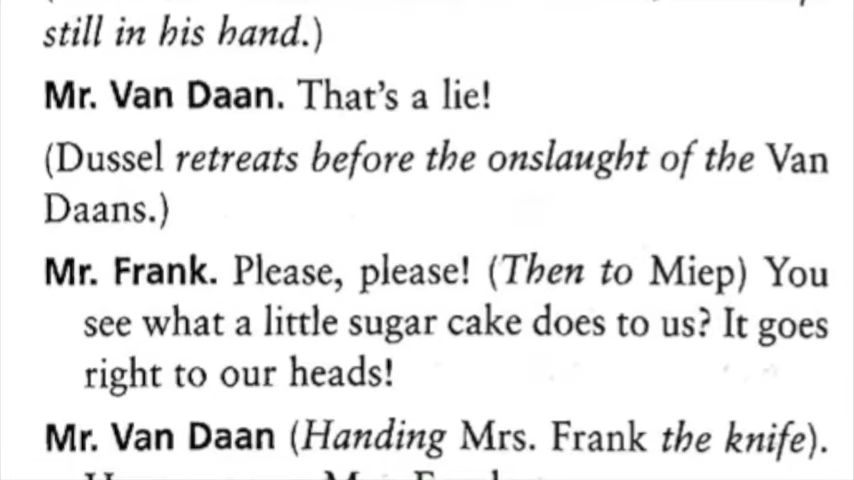 still in his hand.)
Mr. Van Daan. That's a lie!
(Dussel retreats before the onslaught of the Van
Daans.)
Mr. Frank. Please, please! (Then to Miep) You
see what a little sugar cake does to us? It goes
right to our heads!
Mr. Van Daan (Handing Mrs. Frank the knife).